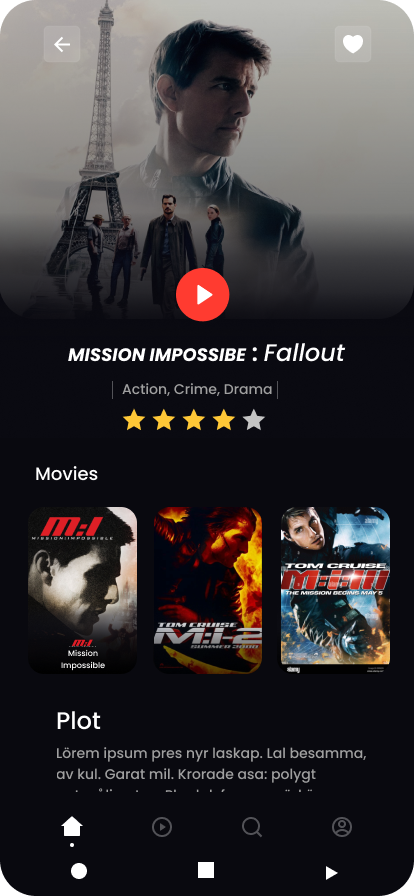 MISSION IMPOSSIBE : Fallout
Action, Crime, Drama
Movies
M:I
MISSION:IMPOSSIBLE
M:I
Mission
Impossible
TOM CRUISE
M:I-2
SUMMER 2000
TOM CRUISE
M:I:III
THE MISSION BEGINS MAY 5
Plot
Lörem ipsum pres nyr laskap. Lal besamma,
av kul. Garat mil. Krorade asa: polygt